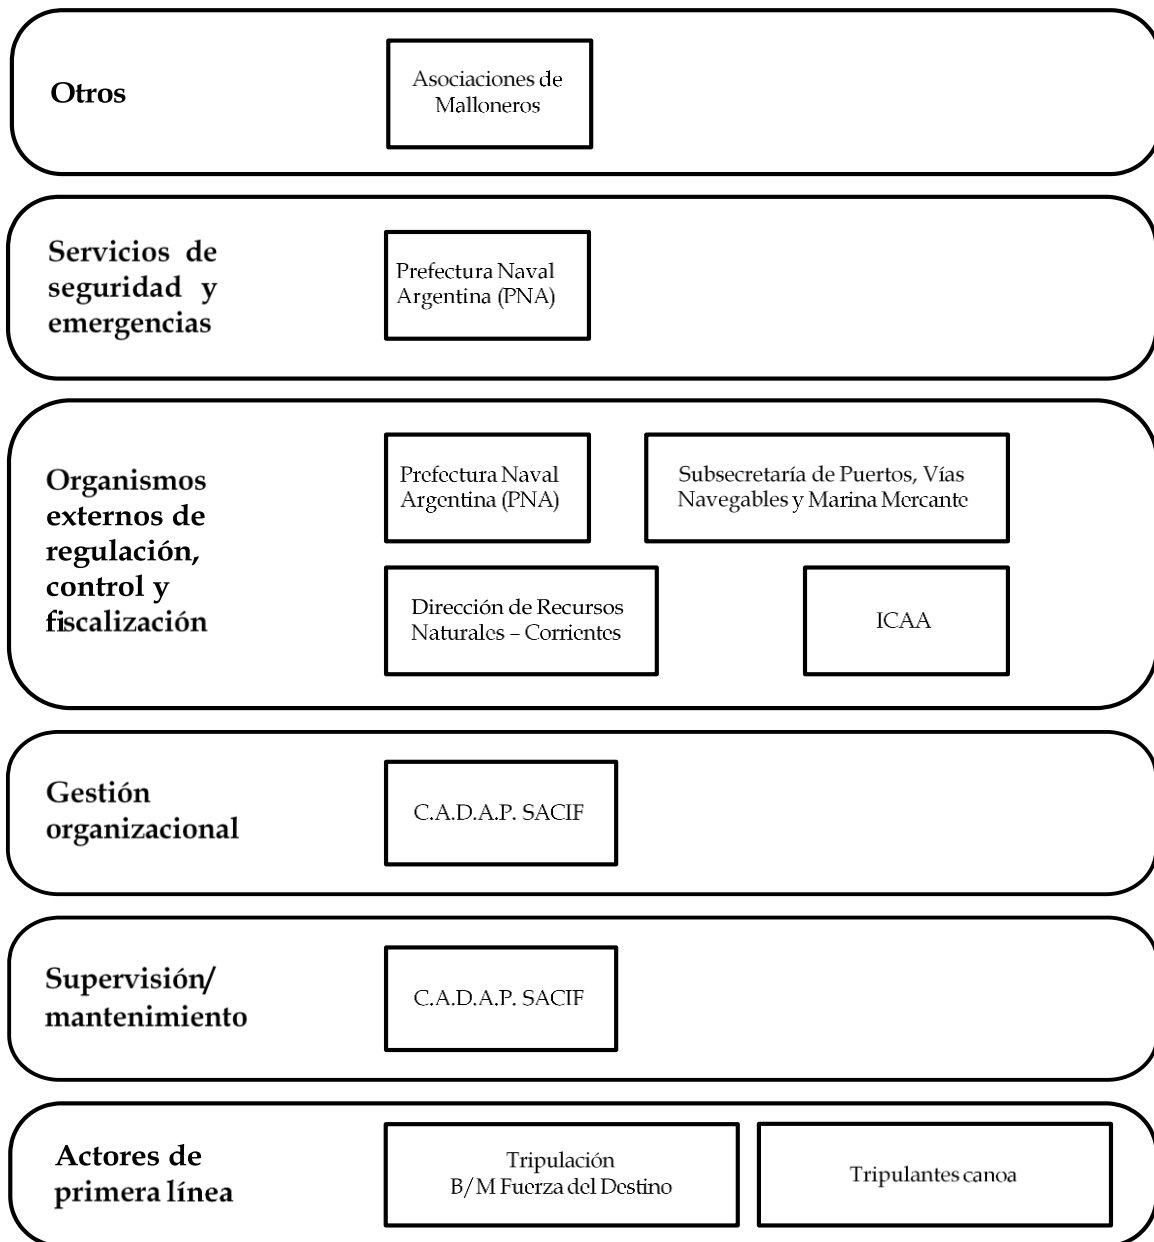 Otros
Asociaciones de
Malloneros
Servicios de
seguridad y
emergencias
Prefectura Naval
Argentina (PNA)
Organismos
externos de
regulación,
control y
fiscalización
Prefectura Naval
Argentina (PNA)
Subsecretaría de Puertos, Vías
Navegables y Marina Mercante
Dirección de Recursos
Naturales – Corrientes
ICAA
Gestión
organizacional
C.A.D.A.P. SACIF
Supervisión/
mantenimiento
C.A.D.A.P. SACIF
Actores de
primera línea
Tripulación
B/M Fuerza del Destino
Tripulantes canoa